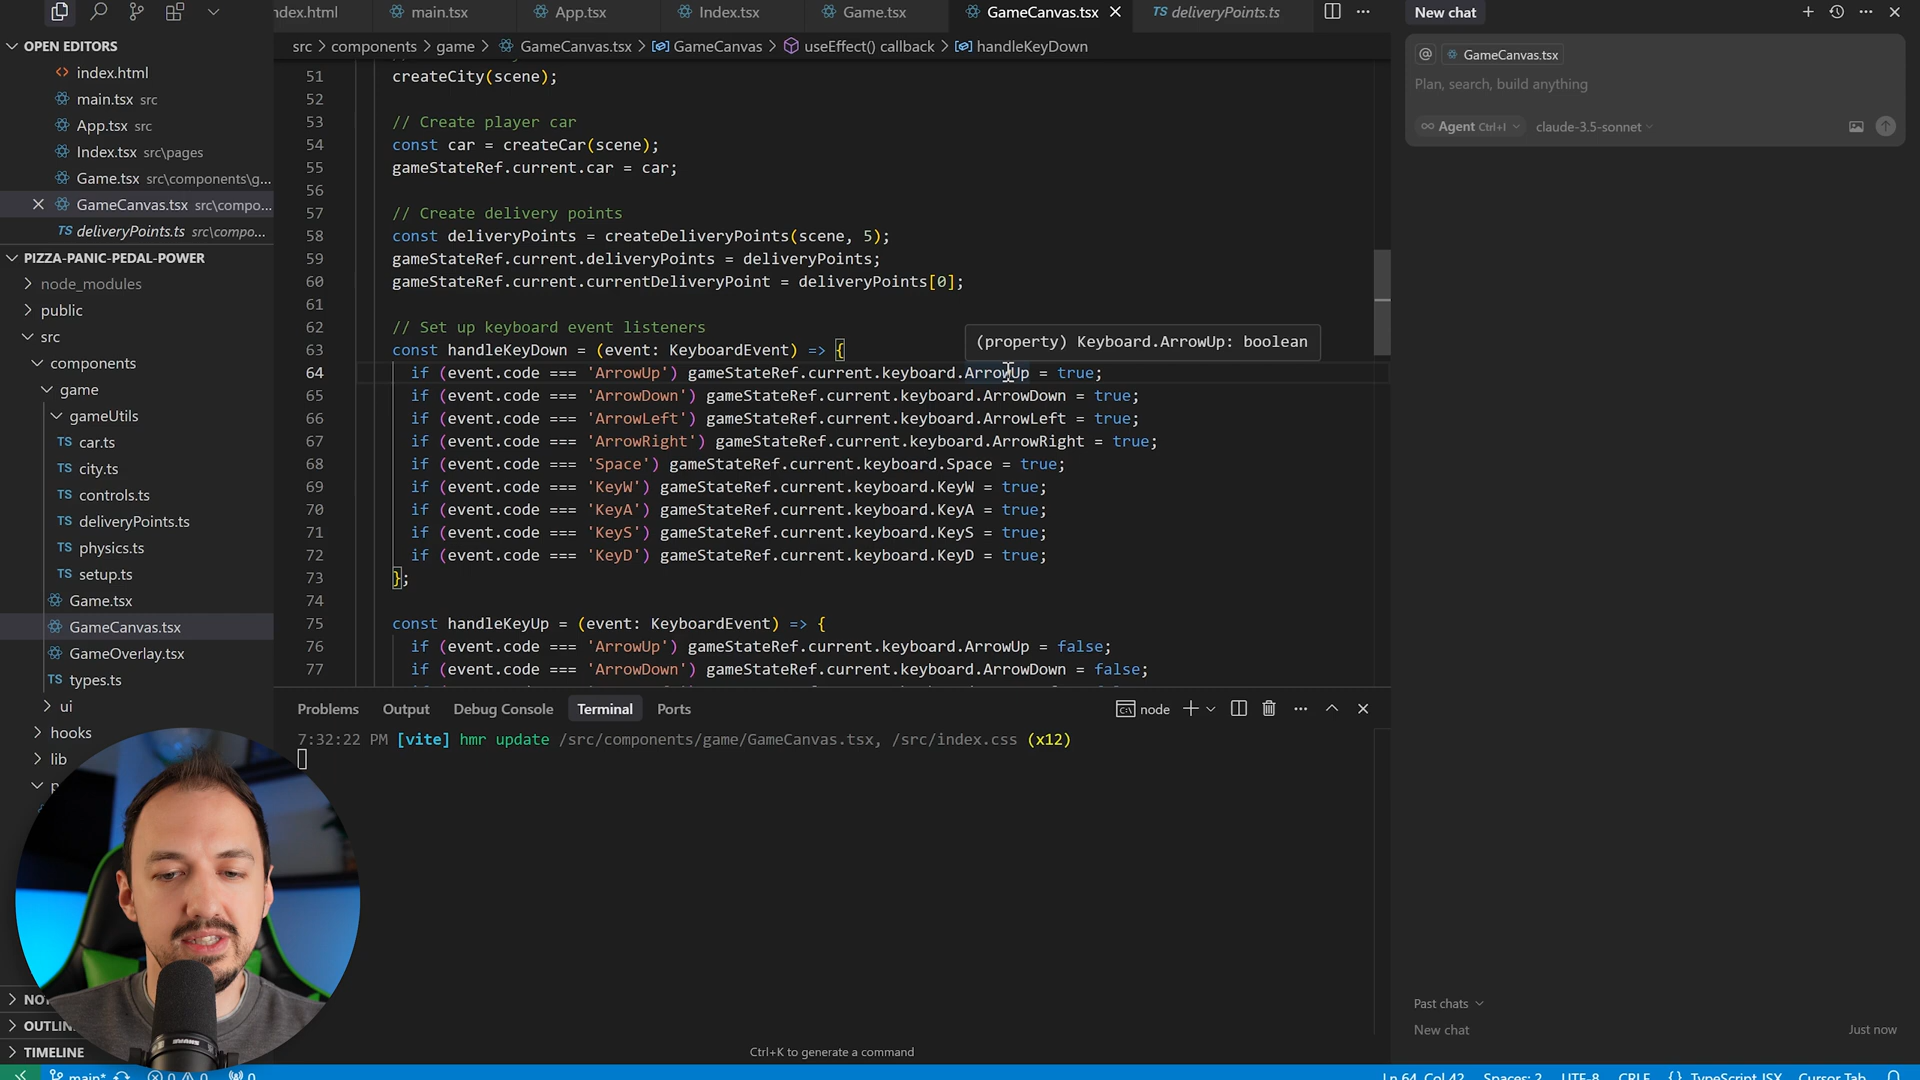 ndex.html
main.tsx
App.tsx
Index.tsx
Game.tsx
GameCanvas.tsx
TS deliveryPoints.ts
New chat
OPEN EDITORS
index.html
main.tsx src
App.tsx src
Index.tsx src\pages
Game.tsx src\components\g...
GameCanvas.tsx src\compo...
TS deliveryPoints.ts src\compo...
PIZZA-PANIC-PEDAL-POWER
node_modules
public
src
components
game
gameUtils
TS car.ts
TS city.ts
TS controls.ts
TS deliveryPoints.ts
TS physics.ts
TS setup.ts
Game.tsx
GameCanvas.tsx
GameOverlay.tsx
TS types.ts
ui
hooks
lib
p
OUTLIN
TIMELINE
src > components > game > GameCanvas.tsx > GameCanvas > useEffect() callback > handleKeyDown
51 createCity(scene);
52
53 // Create player car
54 const car = createCar(scene);
55 gameStateRef.current.car = car;
56
57 // Create delivery points
58 const deliveryPoints = createDeliveryPoints(scene, 5);
59 gameStateRef.current.deliveryPoints = deliveryPoints;
60 gameStateRef.current.currentDeliveryPoint = deliveryPoints[0];
61
62 // Set up keyboard event listeners
(property) Keyboard.ArrowUp: boolean
63 const handleKeyDown = (event: KeyboardEvent) => {
64 if (event.code === 'ArrowUp') gameStateRef.current.keyboard.ArrowUp = true;
65 if (event.code === 'ArrowDown') gameStateRef.current.keyboard.ArrowDown = true;
66 if (event.code === 'ArrowLeft') gameStateRef.current.keyboard.ArrowLeft = true;
67 if (event.code === 'ArrowRight') gameStateRef.current.keyboard.ArrowRight = true;
68 if (event.code === 'Space') gameStateRef.current.keyboard.Space = true;
69 if (event.code === 'KeyW') gameStateRef.current.keyboard.KeyW = true;
70 if (event.code === 'KeyA') gameStateRef.current.keyboard.KeyA = true;
71 if (event.code === 'KeyS') gameStateRef.current.keyboard.KeyS = true;
72 if (event.code === 'KeyD') gameStateRef.current.keyboard.KeyD = true;
73 };
74
75 const handleKeyUp = (event: KeyboardEvent) => {
76 if (event.code === 'ArrowUp') gameStateRef.current.keyboard.ArrowUp = false;
77 if (event.code === 'ArrowDown') gameStateRef.current.keyboard.ArrowDown = false;
Problems Output Debug Console Terminal Ports
node
7:32:22 PM [vite] hmr update /src/components/game/GameCanvas.tsx, /src/index.css (x12)
Ctrl+K to generate a command
@ GameCanvas.tsx
Plan, search, build anything
Agent Ctrl+I claude-3.5-sonnet
Past chats
New chat Just now
main* 0 0 0
Ln 64, Col 42 Spaces: 2 UTF-8 CRLF {} TypeScript JSX Cursor Tab